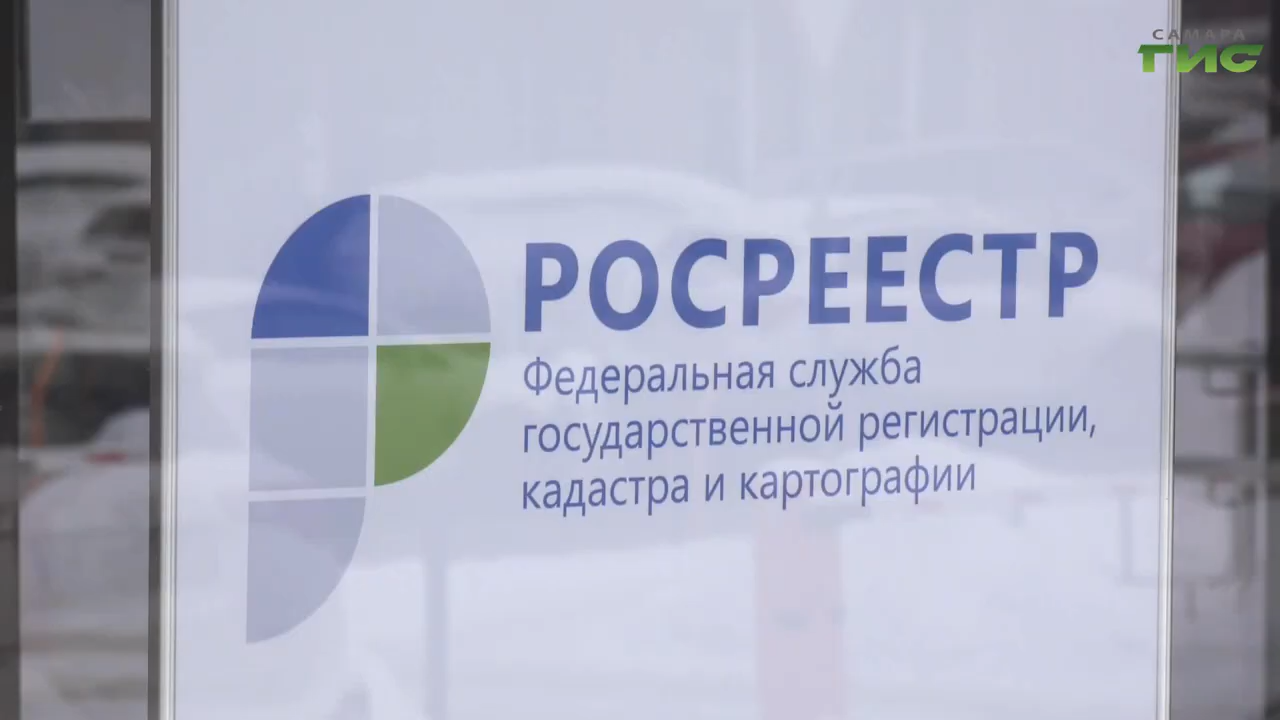 САМАРА
ГИС
РОСРЕЕСТР
Федеральная служба
государственной регистрации,
кадастра и картографии